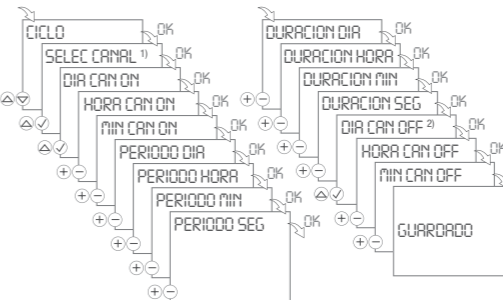 CICLO OK
SELEC CANAL 1) OK
DIA CAN ON OK
HORA CAN ON OK
MIN CAN ON OK
PERIODO DIA OK
PERIODO HORA OK
PERIODO MIN OK
PERIODO SEG OK
DURACION DIA OK
DURACION HORA OK
DURACION MIN OK
DURACION SEG OK
DIA CAN OFF 2) OK
HORA CAN OFF OK
MIN CAN OFF
GUARDADO